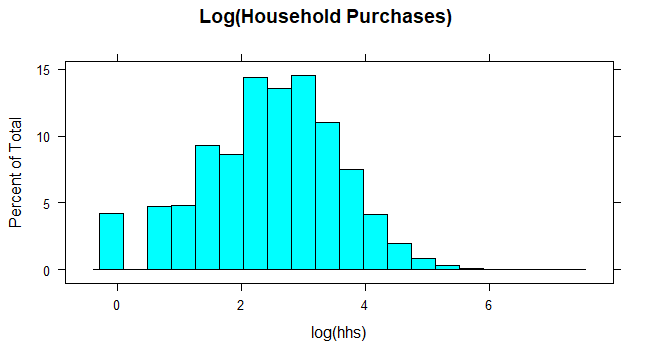 Log(Household Purchases)
15
10
5
0
Percent of Total
0 2 4 6
log(hhs)